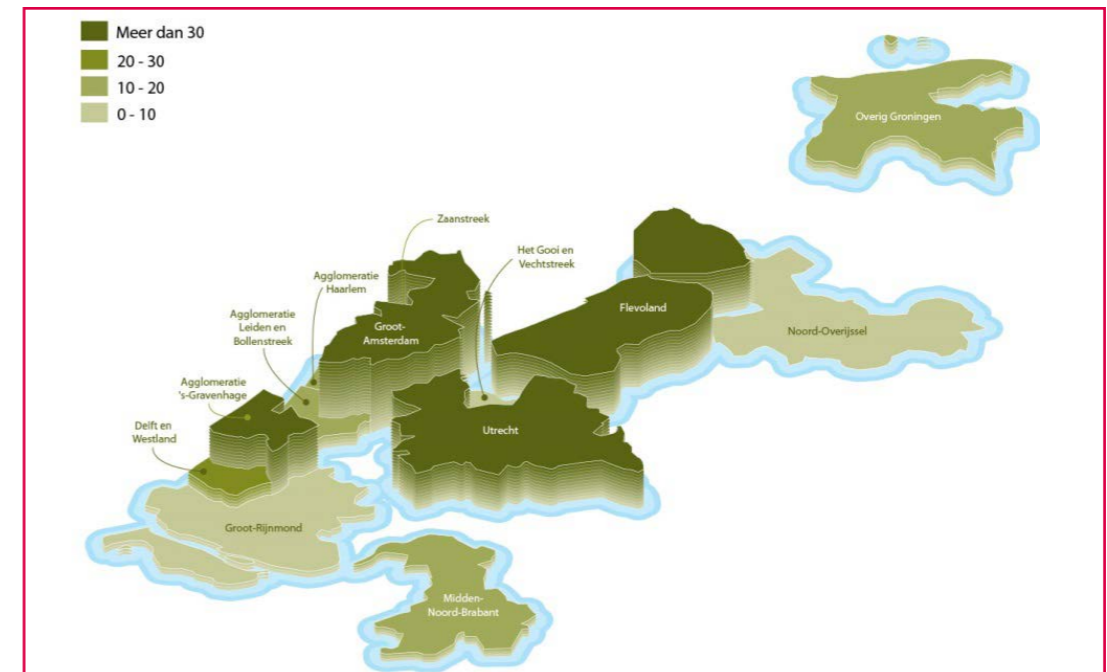 Meer dan 30
20 - 30
10 - 20
0 - 10
Overig Groningen
Zaanstreek
Het Gooi en
Vechtstreek
Agglomeratie
Haarlem
Flevoland
Agglomeratie
Leiden en
Bollenstreek
Groot-
Amsterdam
Noord-Overijssel
Agglomeratie
's-Gravenhage
Delft en
Westland
Utrecht
Groot-Rijnmond
Midden-
Noord-Brabant